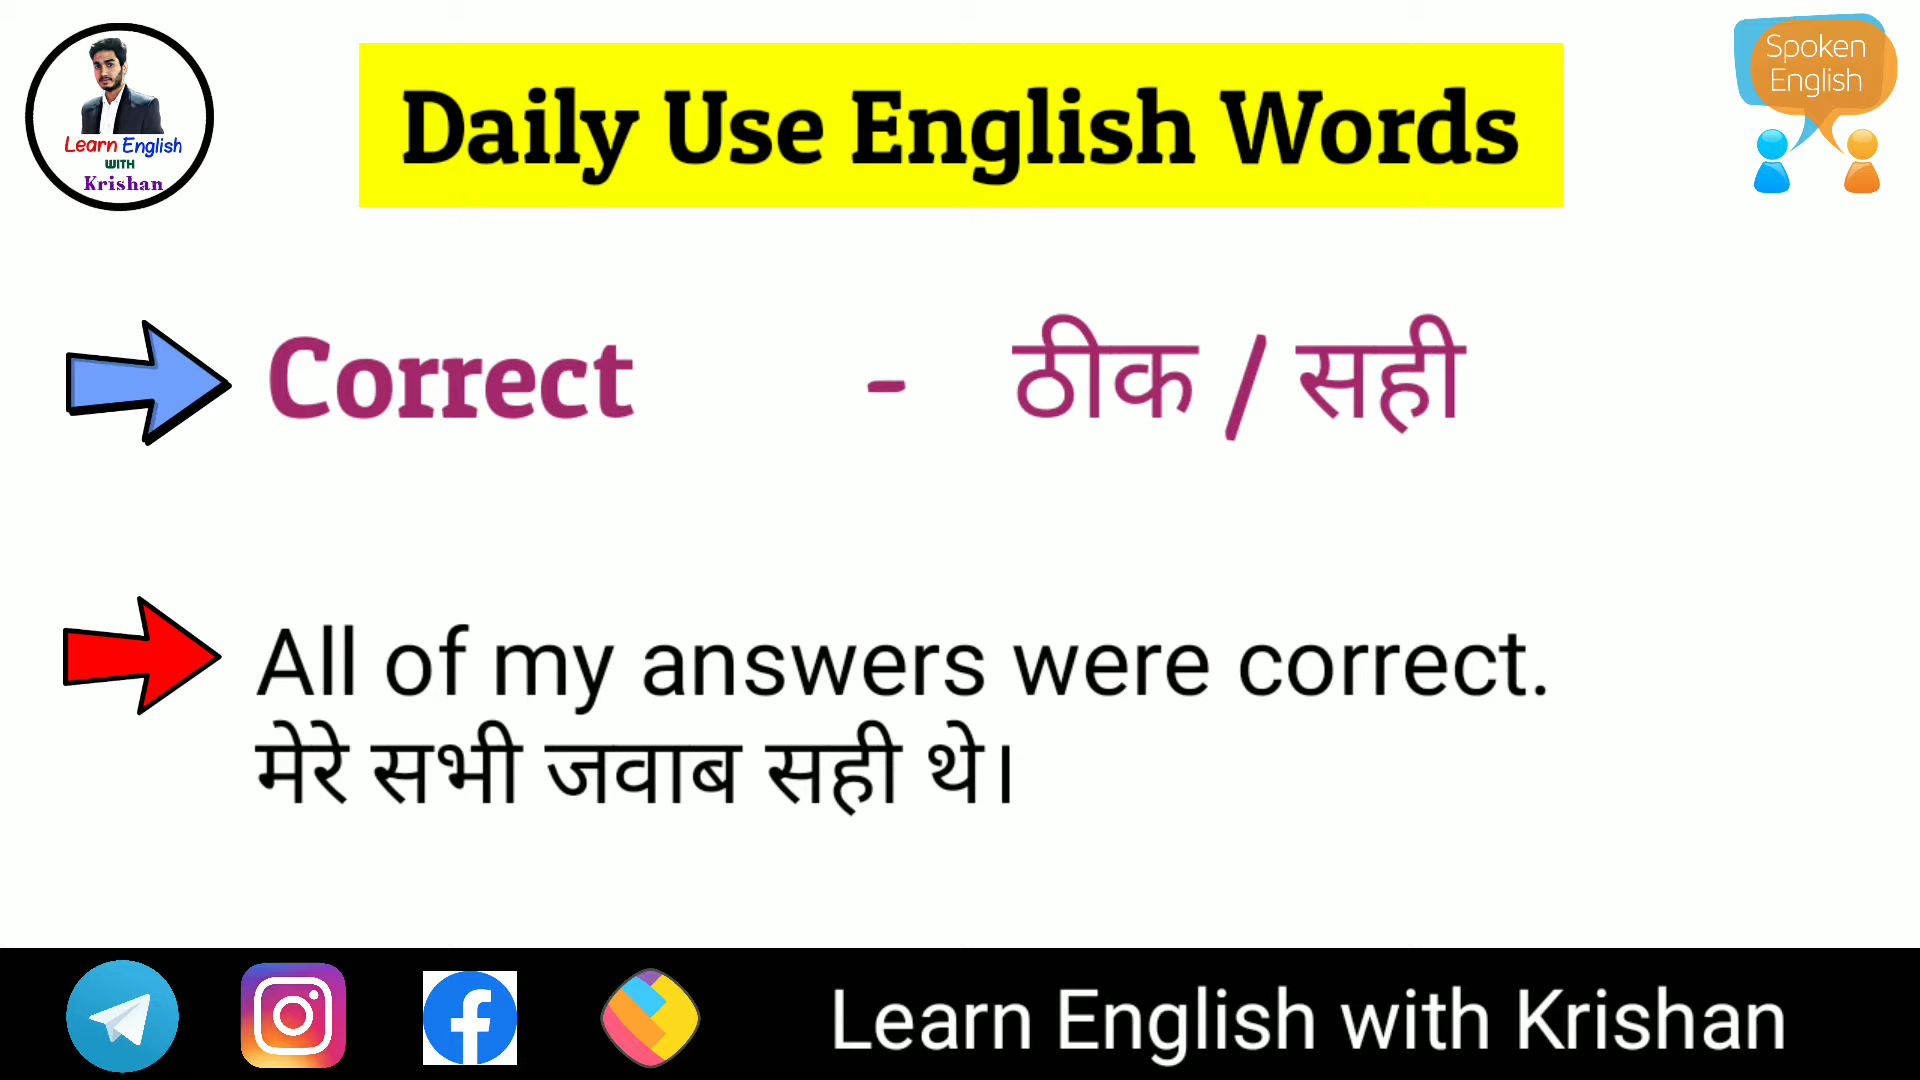 Learn English
WITH
Krishan
Daily Use English Words
Spoken
English
Correct - ठीक / सही
All of my answers were correct.
मेरे सभी जवाब सही थे।
Learn English with Krishan